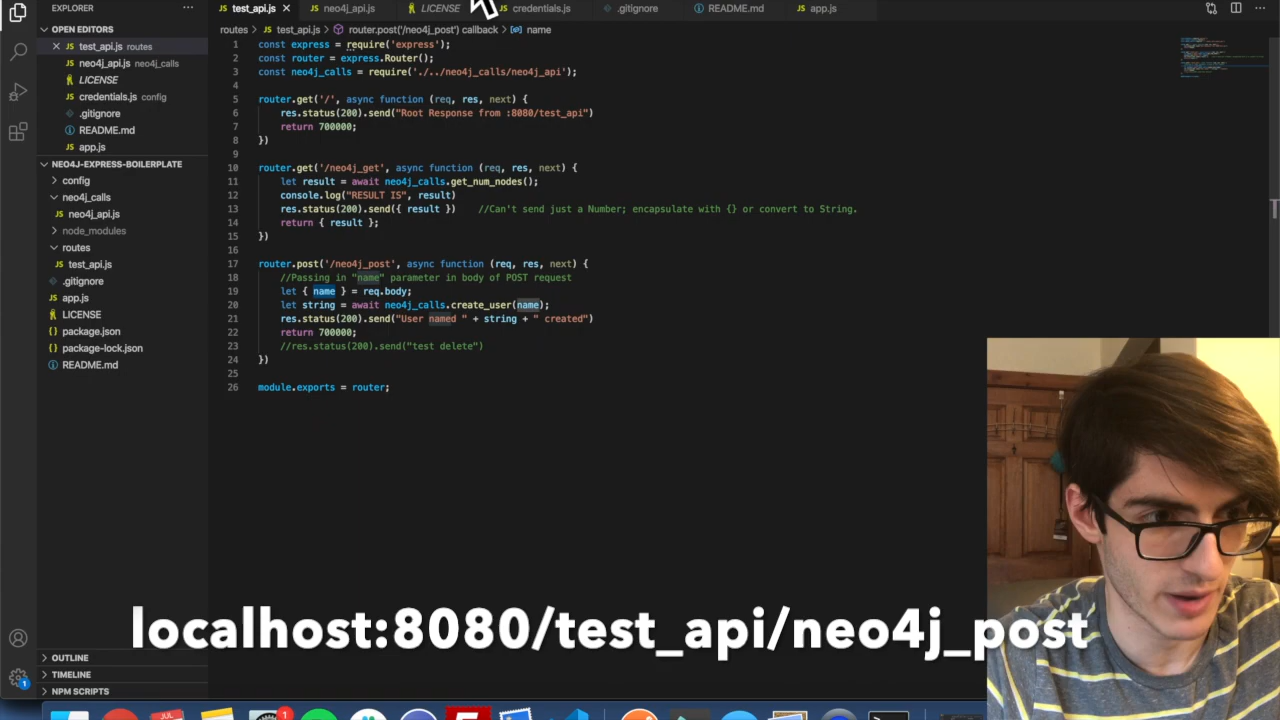 EXPLORER
OPEN EDITORS
test_api.js routes
neo4j_api.js neo4j_calls
LICENSE
credentials.js config
.gitignore
README.md
app.js
NEO4J-EXPRESS-BOILERPLATE
config
neo4j_calls
neo4j_api.js
node_modules
routes
test_api.js
.gitignore
app.js
LICENSE
package.json
package-lock.json
README.md
OUTLINE
TIMELINE
NPM SCRIPTS
test_api.js neo4j_api.js LICENSE credentials.js .gitignore README.md app.js
routes > test_api.js > router.post('/neo4j_post') callback > name
1 const express = require('express');
2 const router = express.Router();
3 const neo4j_calls = require('./../neo4j_calls/neo4j_api');
4
5 router.get('/', async function (req, res, next) {
6 res.status(200).send("Root Response from :8080/test_api")
7 return 700000;
8 })
9
10 router.get('/neo4j_get', async function (req, res, next) {
11 let result = await neo4j_calls.get_num_nodes();
12 console.log("RESULT IS", result)
13 res.status(200).send({ result }) //Can't send just a Number; encapsulate with {} or convert to String.
14 return { result };
15 })
16
17 router.post('/neo4j_post', async function (req, res, next) {
18 //Passing in "name" parameter in body of POST request
19 let { name } = req.body;
20 let string = await neo4j_calls.create_user(name);
21 res.status(200).send("User named " + string + " created")
22 return 700000;
23 //res.status(200).send("test delete")
24 })
25
26 module.exports = router;
localhost:8080/test_api/neo4j_post
1
JUL
1